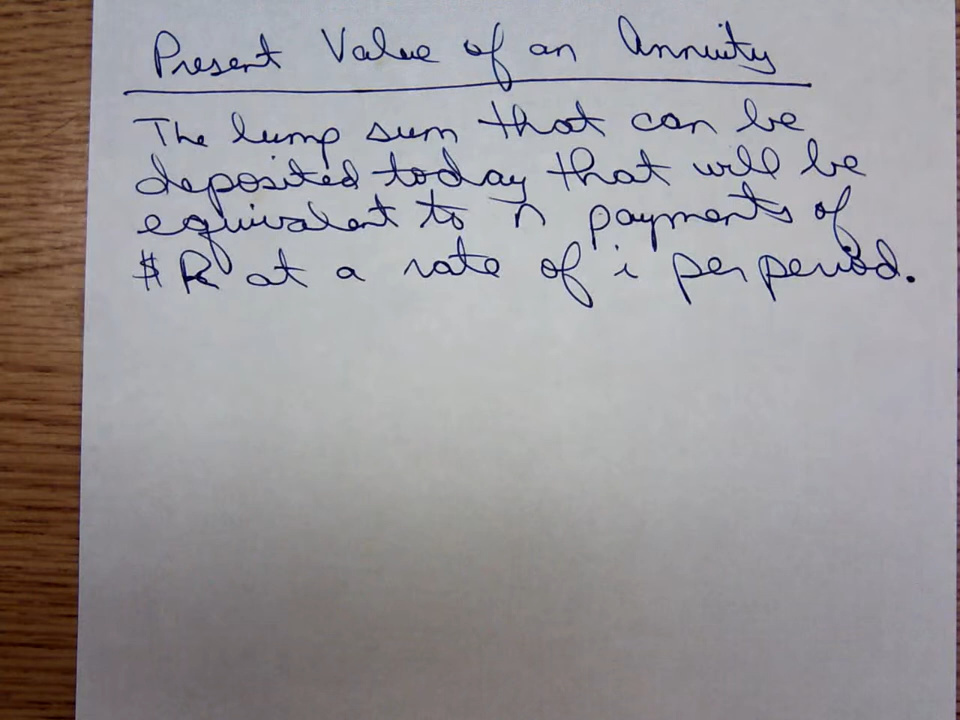 Present Value of an Annuity
The lump sum that can be
deposited today that will be
equivalent to n payments of
$R at a rate of i per period.